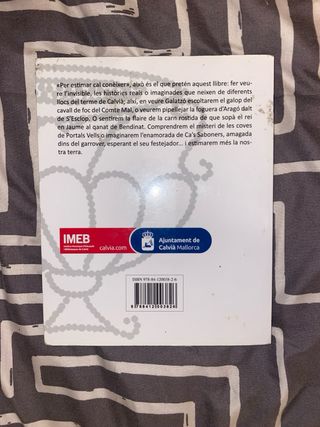 «Per estimar cal conèixer», això és el que pretén aquest llibre: fer veu-
re l'invisible, les històries reals o imaginades que neixen de diferents
llocs del terme de Calvià; així, en veure Galatzó escoltarem el galop del
cavall de foc del Comte Mal, o veurem pipellejar la foguera d'Aragó dalt
de S'Esclop. O sentirem la flaire de la carn rostida de què sopà el rei
en Jaume al qanat de Bendinat. Comprendrem el misteri de les coves
de Portals Vells o imaginarem l'enamorada de Ca's Saboners, amagada
dins del garrover, esperant el seu festejador... i estimarem més la nos-
tra terra.
IMEB
calvia.com
Ajuntament de
Calvià Mallorca